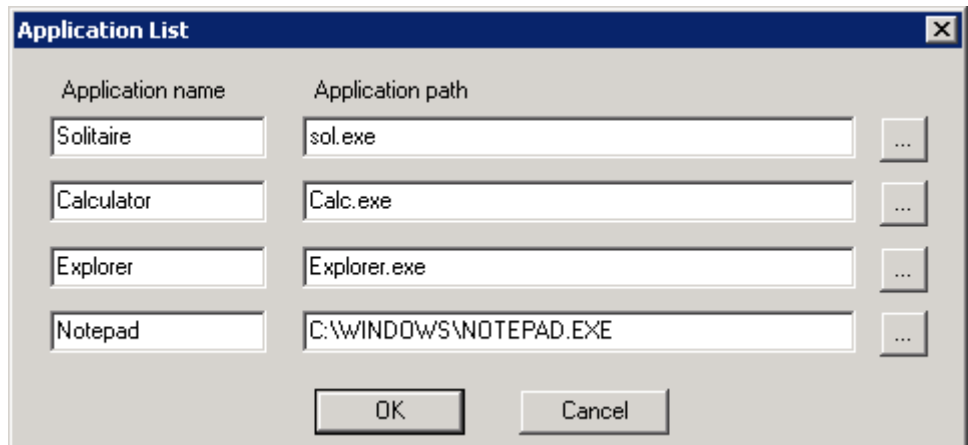 Application List
Application name Application path
Solitaire sol.exe ...
Calculator Calc.exe ...
Explorer Explorer.exe ...
Notepad C:\WINDOWS\NOTEPAD.EXE ...
OK Cancel